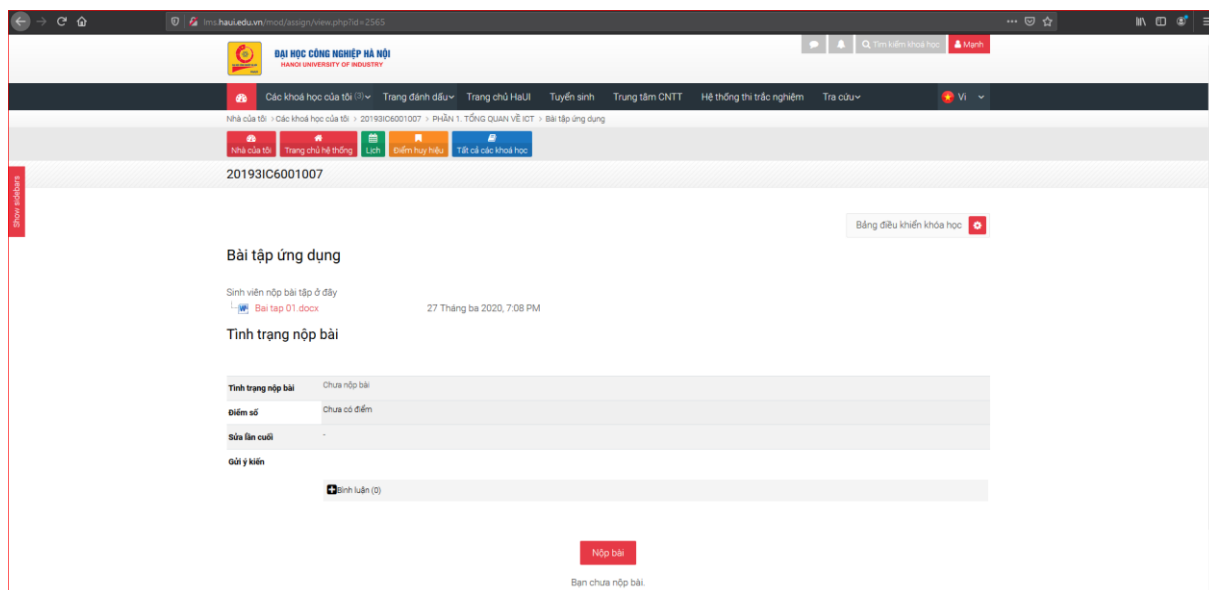 lms.haui.edu.vn/mod/assign/view.php?id=2565
ĐẠI HỌC CÔNG NGHIỆP HÀ NỘI
HANOI UNIVERSITY OF INDUSTRY
Tìm kiếm khoá học
Mạnh
Các khoá học của tôi (3) Trang đánh dấu Trang chủ HaUI Tuyển sinh Trung tâm CNTT Hệ thống thi trắc nghiệm Tra cứu Vi
Nhà của tôi > Các khoá học của tôi > 20193IC6001007 > PHẦN 1. TỔNG QUAN VỀ ICT > Bài tập ứng dụng
Nhà của tôi Trang chủ hệ thống Lịch Điểm huy hiệu Tất cả các khoá học
20193IC6001007
Show sidebars
Bảng điều khiển khóa học
Bài tập ứng dụng
Sinh viên nộp bài tập ở đây
Bai tap 01.docx 27 Tháng ba 2020, 7:08 PM
Tình trạng nộp bài
Tình trạng nộp bài Chưa nộp bài
Điểm số Chưa có điểm
Sửa lần cuối -
Gửi ý kiến
Bình luận (0)
Nộp bài
Bạn chưa nộp bài.